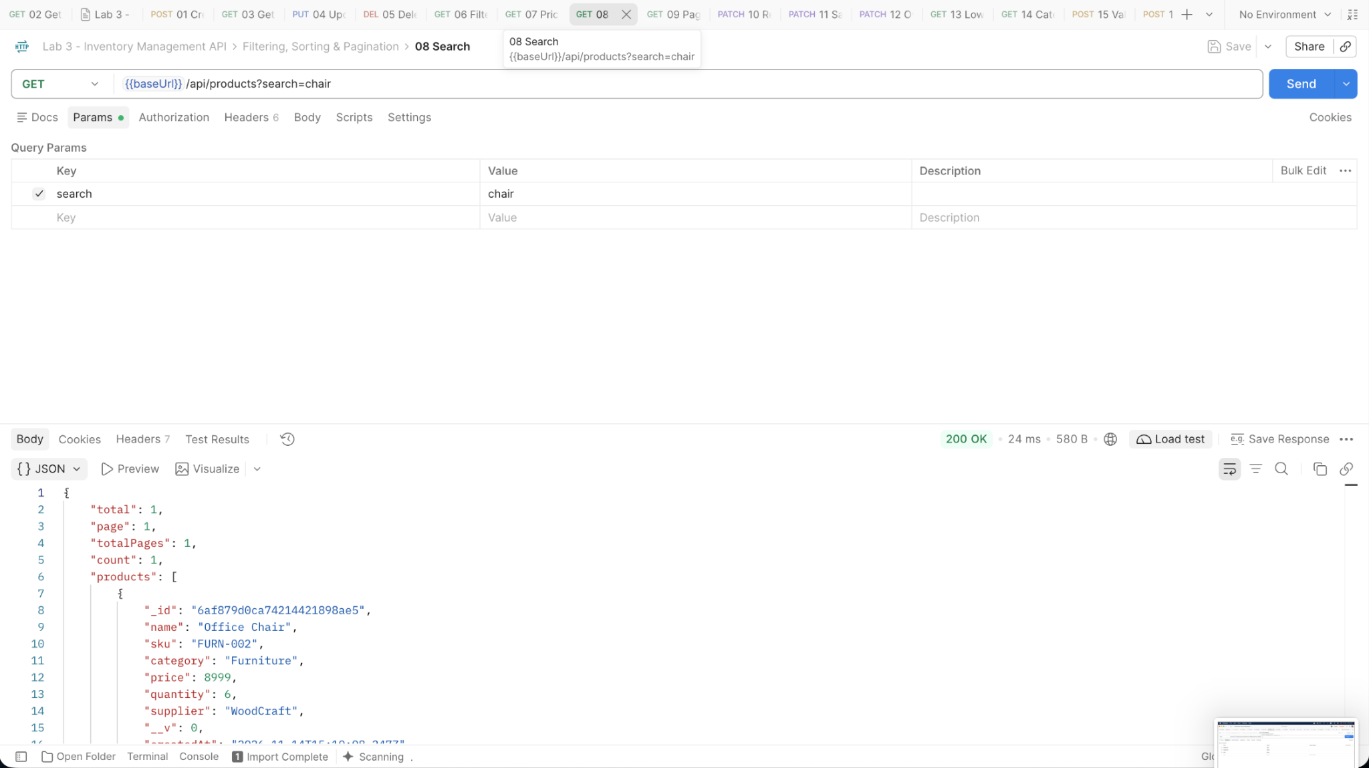 GET 02 Get Lab 3 - POST 01 Cr GET 03 Get PUT 04 Upd DEL 05 Dele GET 06 Filt GET 07 Pric GET 08 GET 09 Pag PATCH 10 R PATCH 11 Sa PATCH 12 O GET 13 Low GET 14 Cat POST 15 Val POST 1 No Environment
Lab 3 - Inventory Management API > Filtering, Sorting & Pagination > 08 Search Save Share
08 Search
{{baseUrl}}/api/products?search=chair
GET {{baseUrl}} /api/products?search=chair Send
Docs Params Authorization Headers 6 Body Scripts Settings Cookies
Query Params
Key Value Description Bulk Edit
search chair
Key Value Description
Body Cookies Headers 7 Test Results 200 OK 24 ms 580 B Load test e.g. Save Response
{} JSON Preview Visualize
1 {
2 "total": 1,
3 "page": 1,
4 "totalPages": 1,
5 "count": 1,
6 "products": [
7 {
8 "_id": "6af879d0ca74214421898ae5",
9 "name": "Office Chair",
10 "sku": "FURN-002",
11 "category": "Furniture",
12 "price": 8999,
13 "quantity": 6,
14 "supplier": "WoodCraft",
15 "__v": 0,
Open Folder Terminal Console 1 Import Complete Scanning .